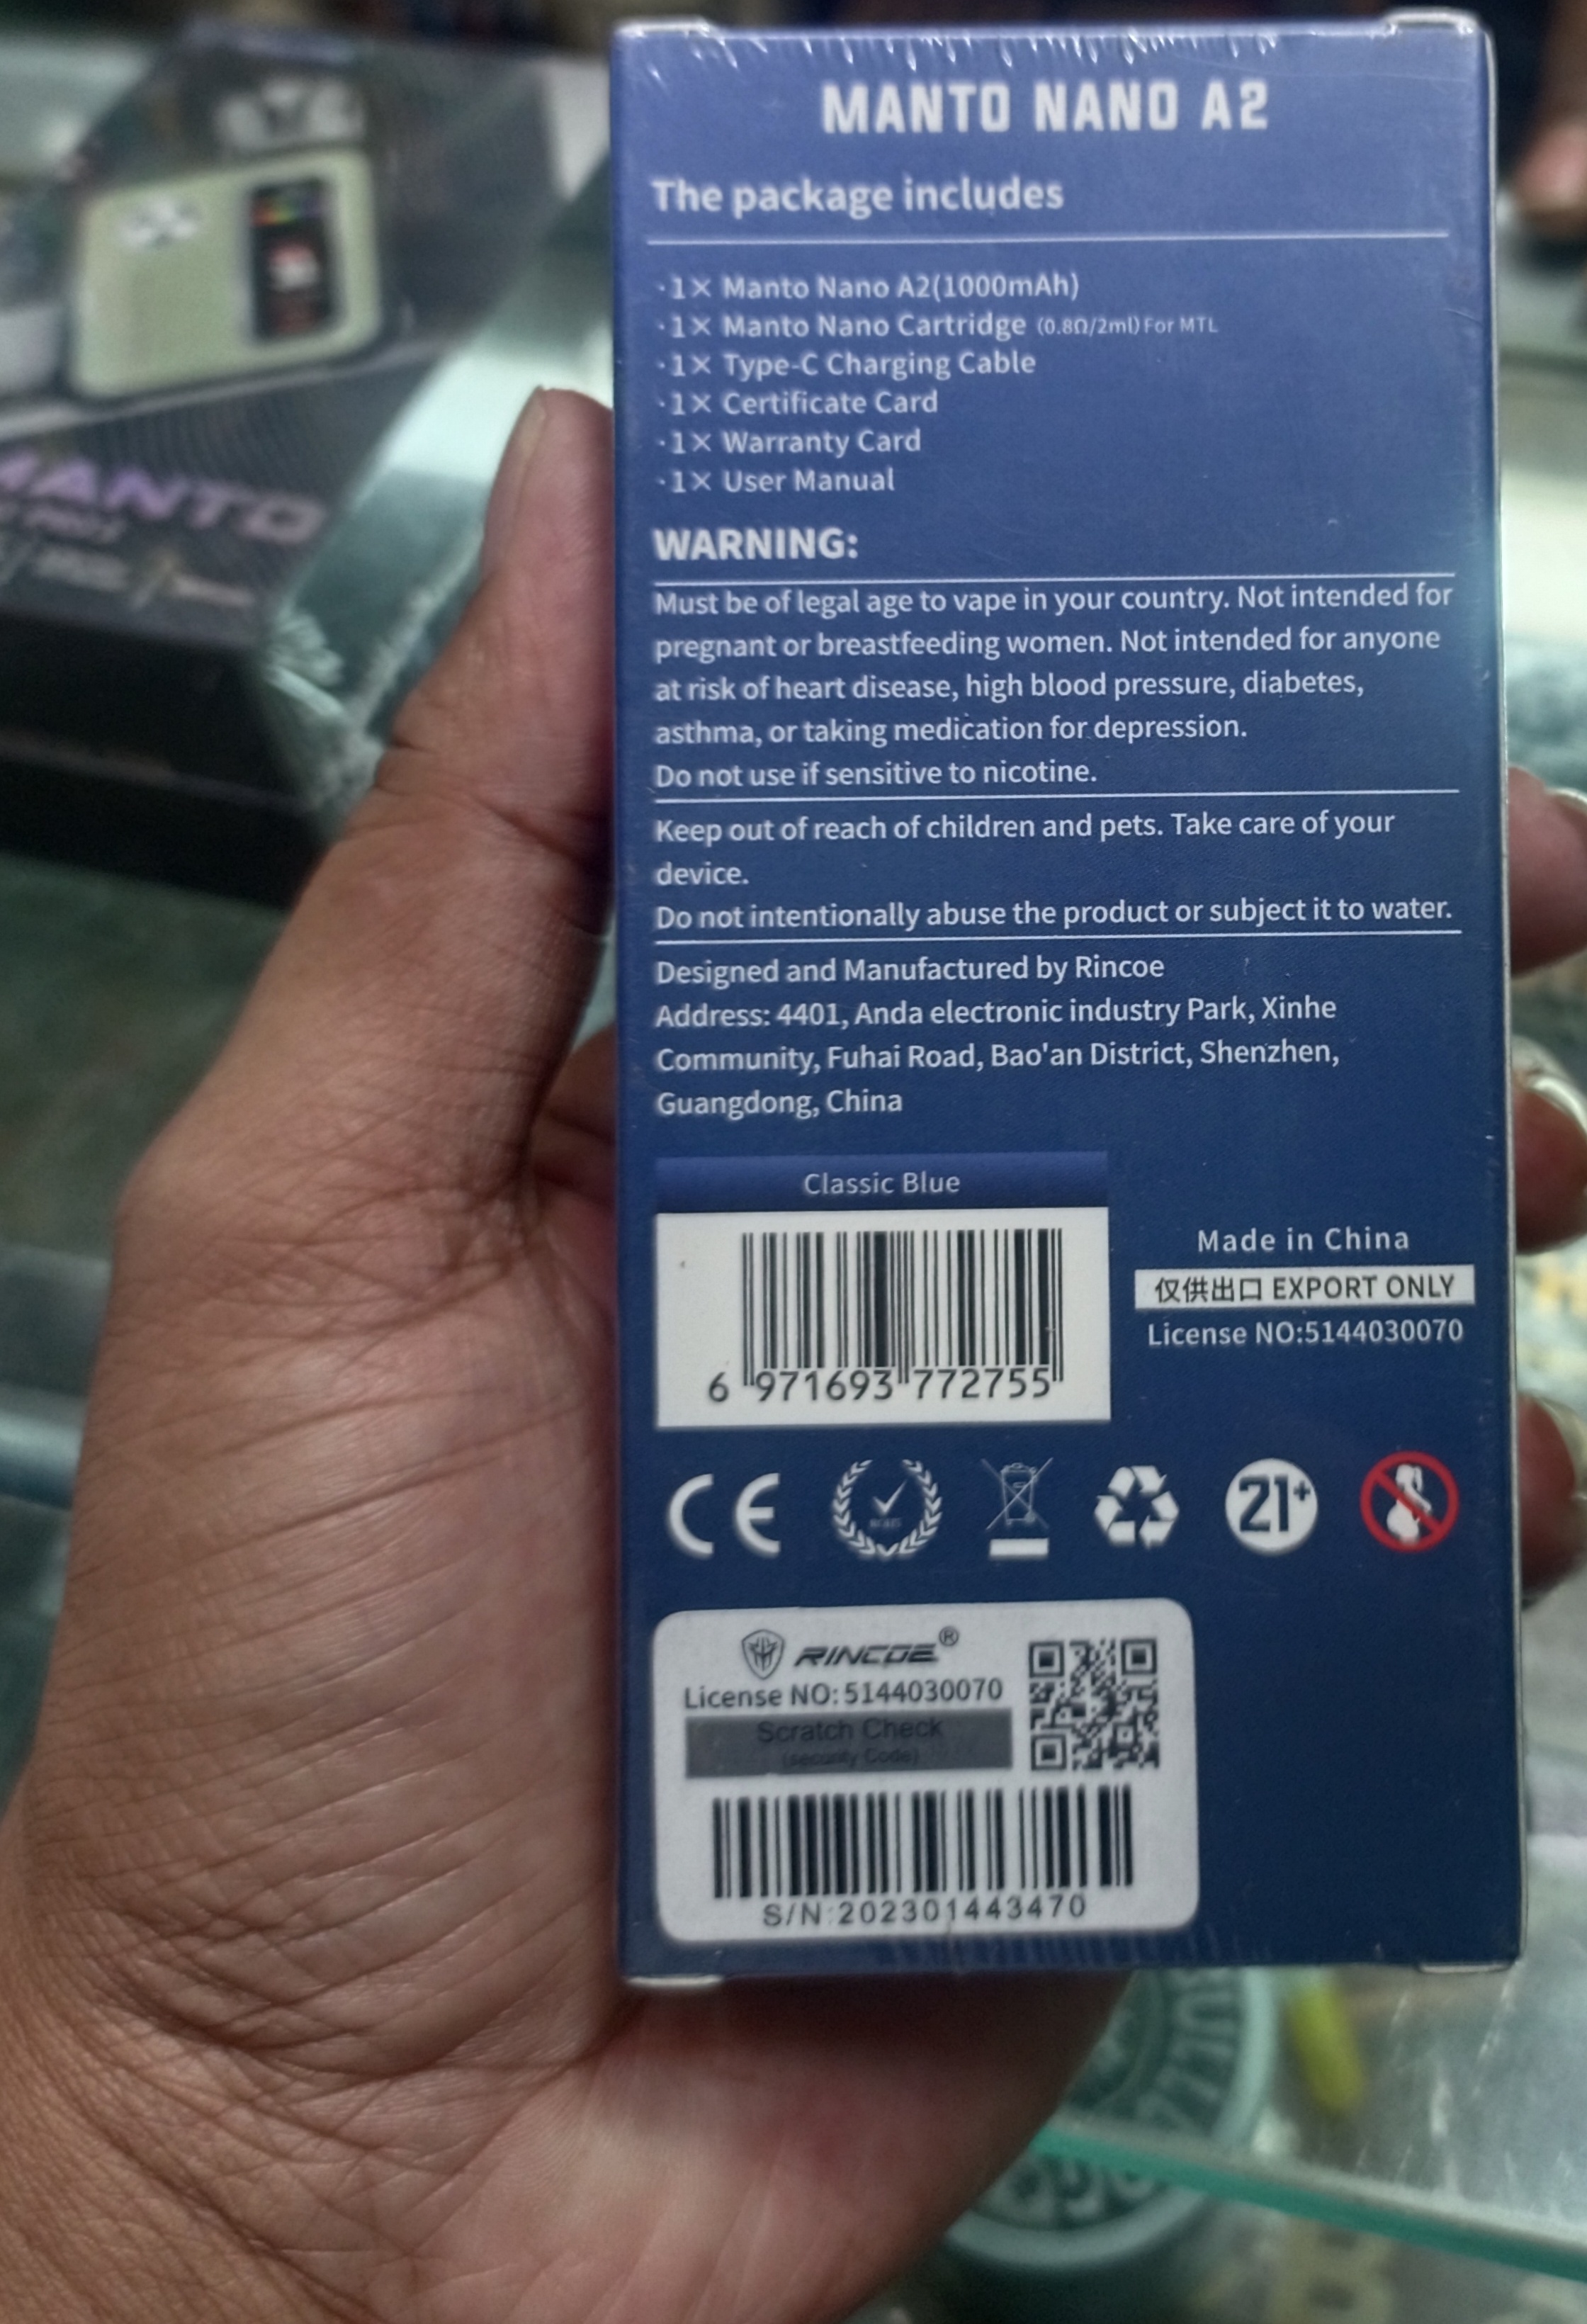 MANTO NANO A2
The package includes
·1× Manto Nano A2(1000mAh)
·1× Manto Nano Cartridge (0.8Ω/2ml)For MTL
·1× Type-C Charging Cable
·1× Certificate Card
·1× Warranty Card
·1× User Manual
WARNING:
Must be of legal age to vape in your country. Not intended for
pregnant or breastfeeding women. Not intended for anyone
at risk of heart disease, high blood pressure, diabetes,
asthma, or taking medication for depression.
Do not use if sensitive to nicotine.
Keep out of reach of children and pets. Take care of your
device.
Do not intentionally abuse the product or subject it to water.
Designed and Manufactured by Rincoe
Address: 4401, Anda electronic industry Park, Xinhe
Community, Fuhai Road, Bao'an District, Shenzhen,
Guangdong, China
Classic Blue
6 971693 772755
Made in China
仅供出口 EXPORT ONLY
License NO:5144030070
CE
21+
RINCOE®
License NO: 5144030070
Scratch Check
(security Code)
S/N:202301443470
MANTO